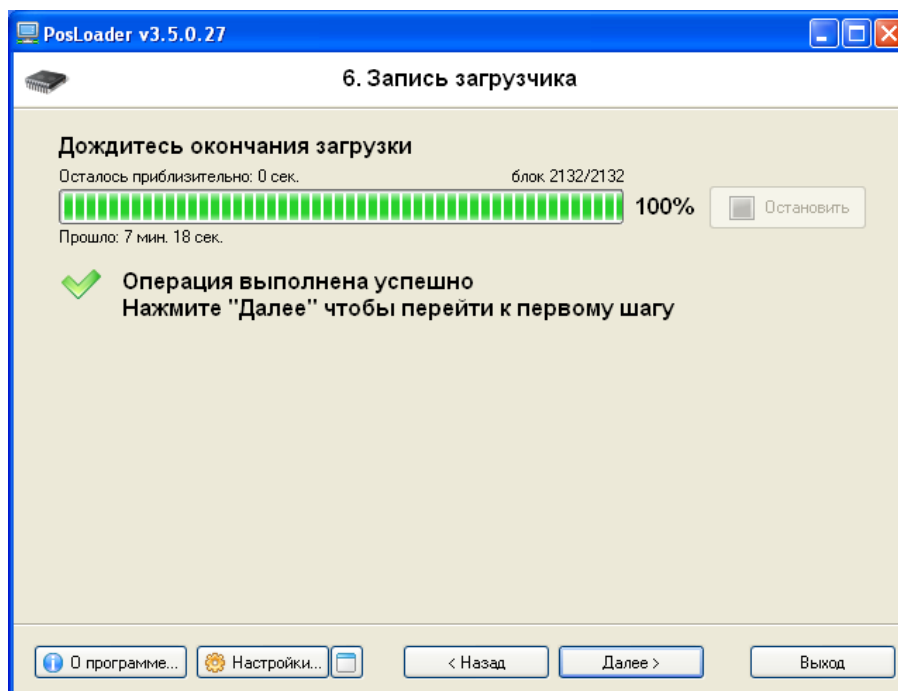 PosLoader v3.5.0.27
6. Запись загрузчика
Дождитесь окончания загрузки
Осталось приблизительно: 0 сек. блок 2132/2132
100% Остановить
Прошло: 7 мин. 18 сек.
Операция выполнена успешно
Нажмите "Далее" чтобы перейти к первому шагу
О программе... Настройки... < Назад Далее > Выход